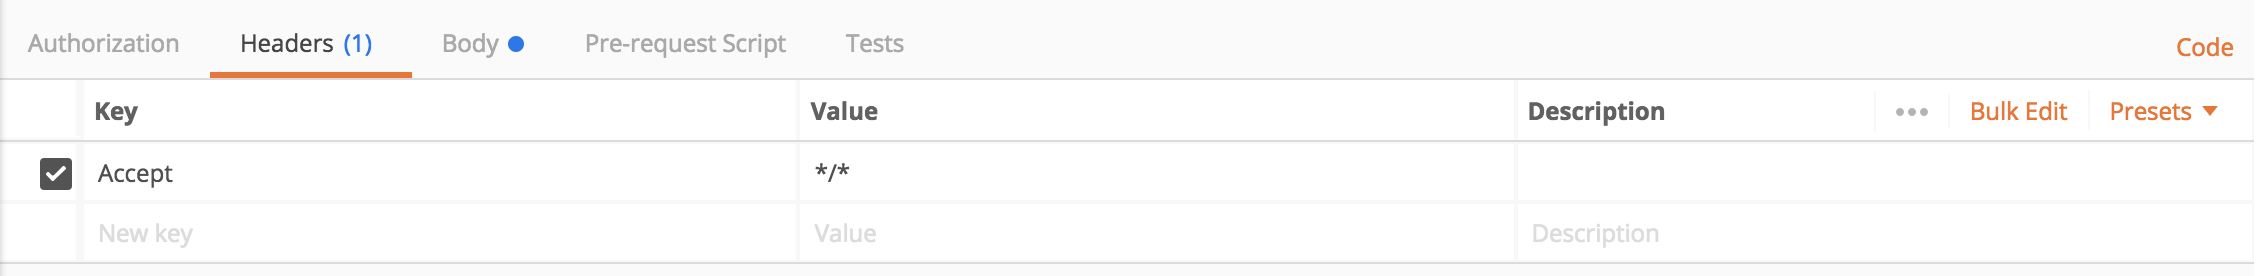 Authorization Headers (1) Body Pre-request Script Tests Code
Key Value Description ••• Bulk Edit Presets
Accept */*
New key Value Description